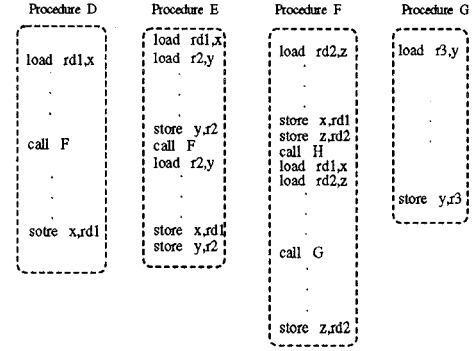 Procedure D
load rd1,x
call F
sotre x,rd1
Procedure E
load rd1,x
load r2,y
store y,r2
call F
load r2,y
store x,rd1
store y,r2
Procedure F
load rd2,z
store x,rd1
store z,rd2
call H
load rd1,x
load rd2,z
call G
store z,rd2
Procedure G
load r3,y
store y,r3